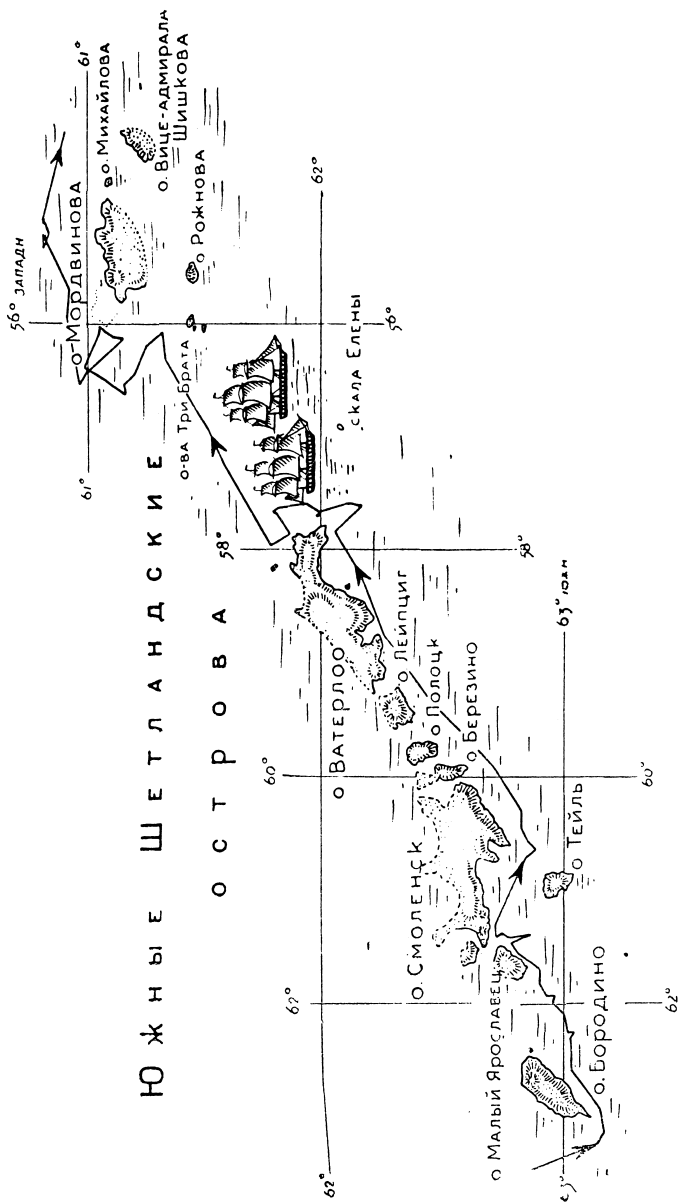 Южные Шетландские
острова
56° западн
61°
61°
о-Мордвинова
о. Михайлова
о. Вице-адмирала
Шишкова
о Рожнова
о-ва Три Брата
56°
62°
скала Елены
58°
58°
о Ватерлоо
о Лейпциг
о Полоцк
о Березино
60°
60°
63° южн
о. Смоленск
о Тейль
62°
62°
62°
о Малый Ярославец
о. Бородино